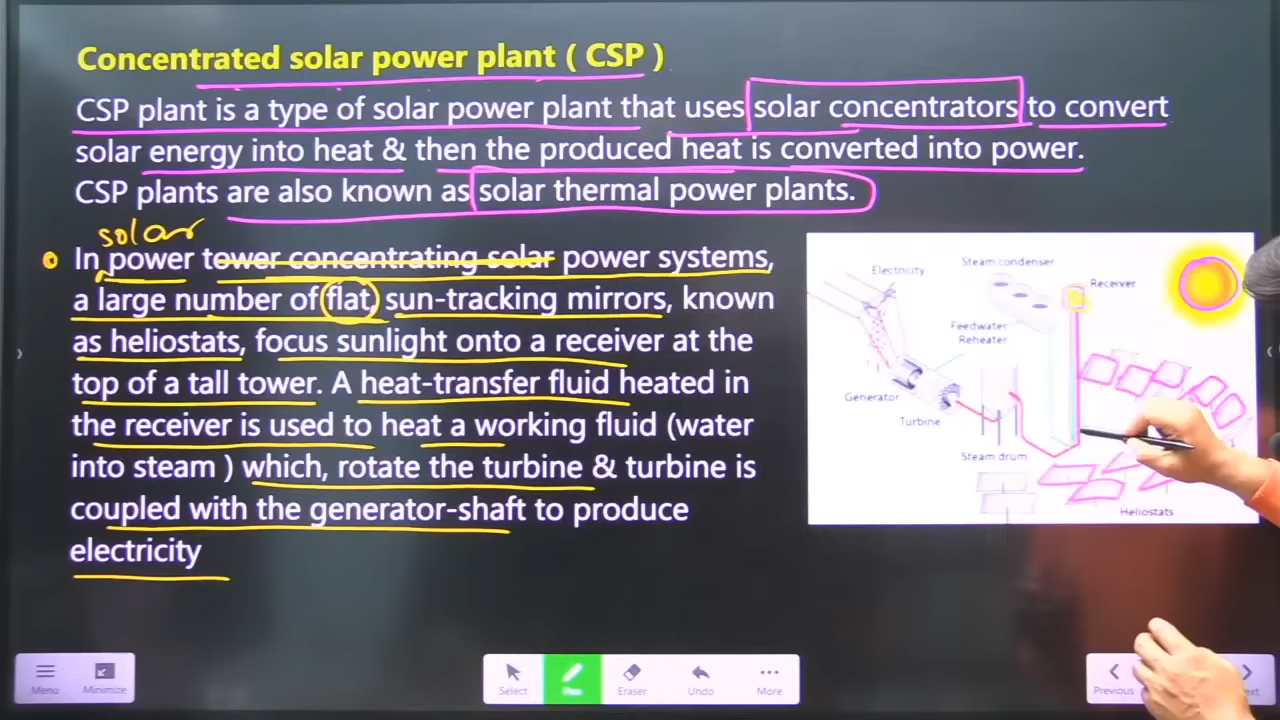 Concentrated solar power plant ( CSP )
CSP plant is a type of solar power plant that uses solar concentrators to convert
solar energy into heat & then the produced heat is converted into power.
CSP plants are also known as solar thermal power plants.
solar
In power tower concentrating solar power systems,
a large number of flat, sun-tracking mirrors, known
as heliostats, focus sunlight onto a receiver at the
top of a tall tower. A heat-transfer fluid heated in
the receiver is used to heat a working fluid (water
into steam ) which, rotate the turbine & turbine is
coupled with the generator-shaft to produce
electricity
Electricity
Steam condenser
Receiver
Feedwater
Reheater
Generator
Turbine
Steam drum
Heliostats
Menu
Minimize
Select
Pen
Eraser
Undo
More
Previous